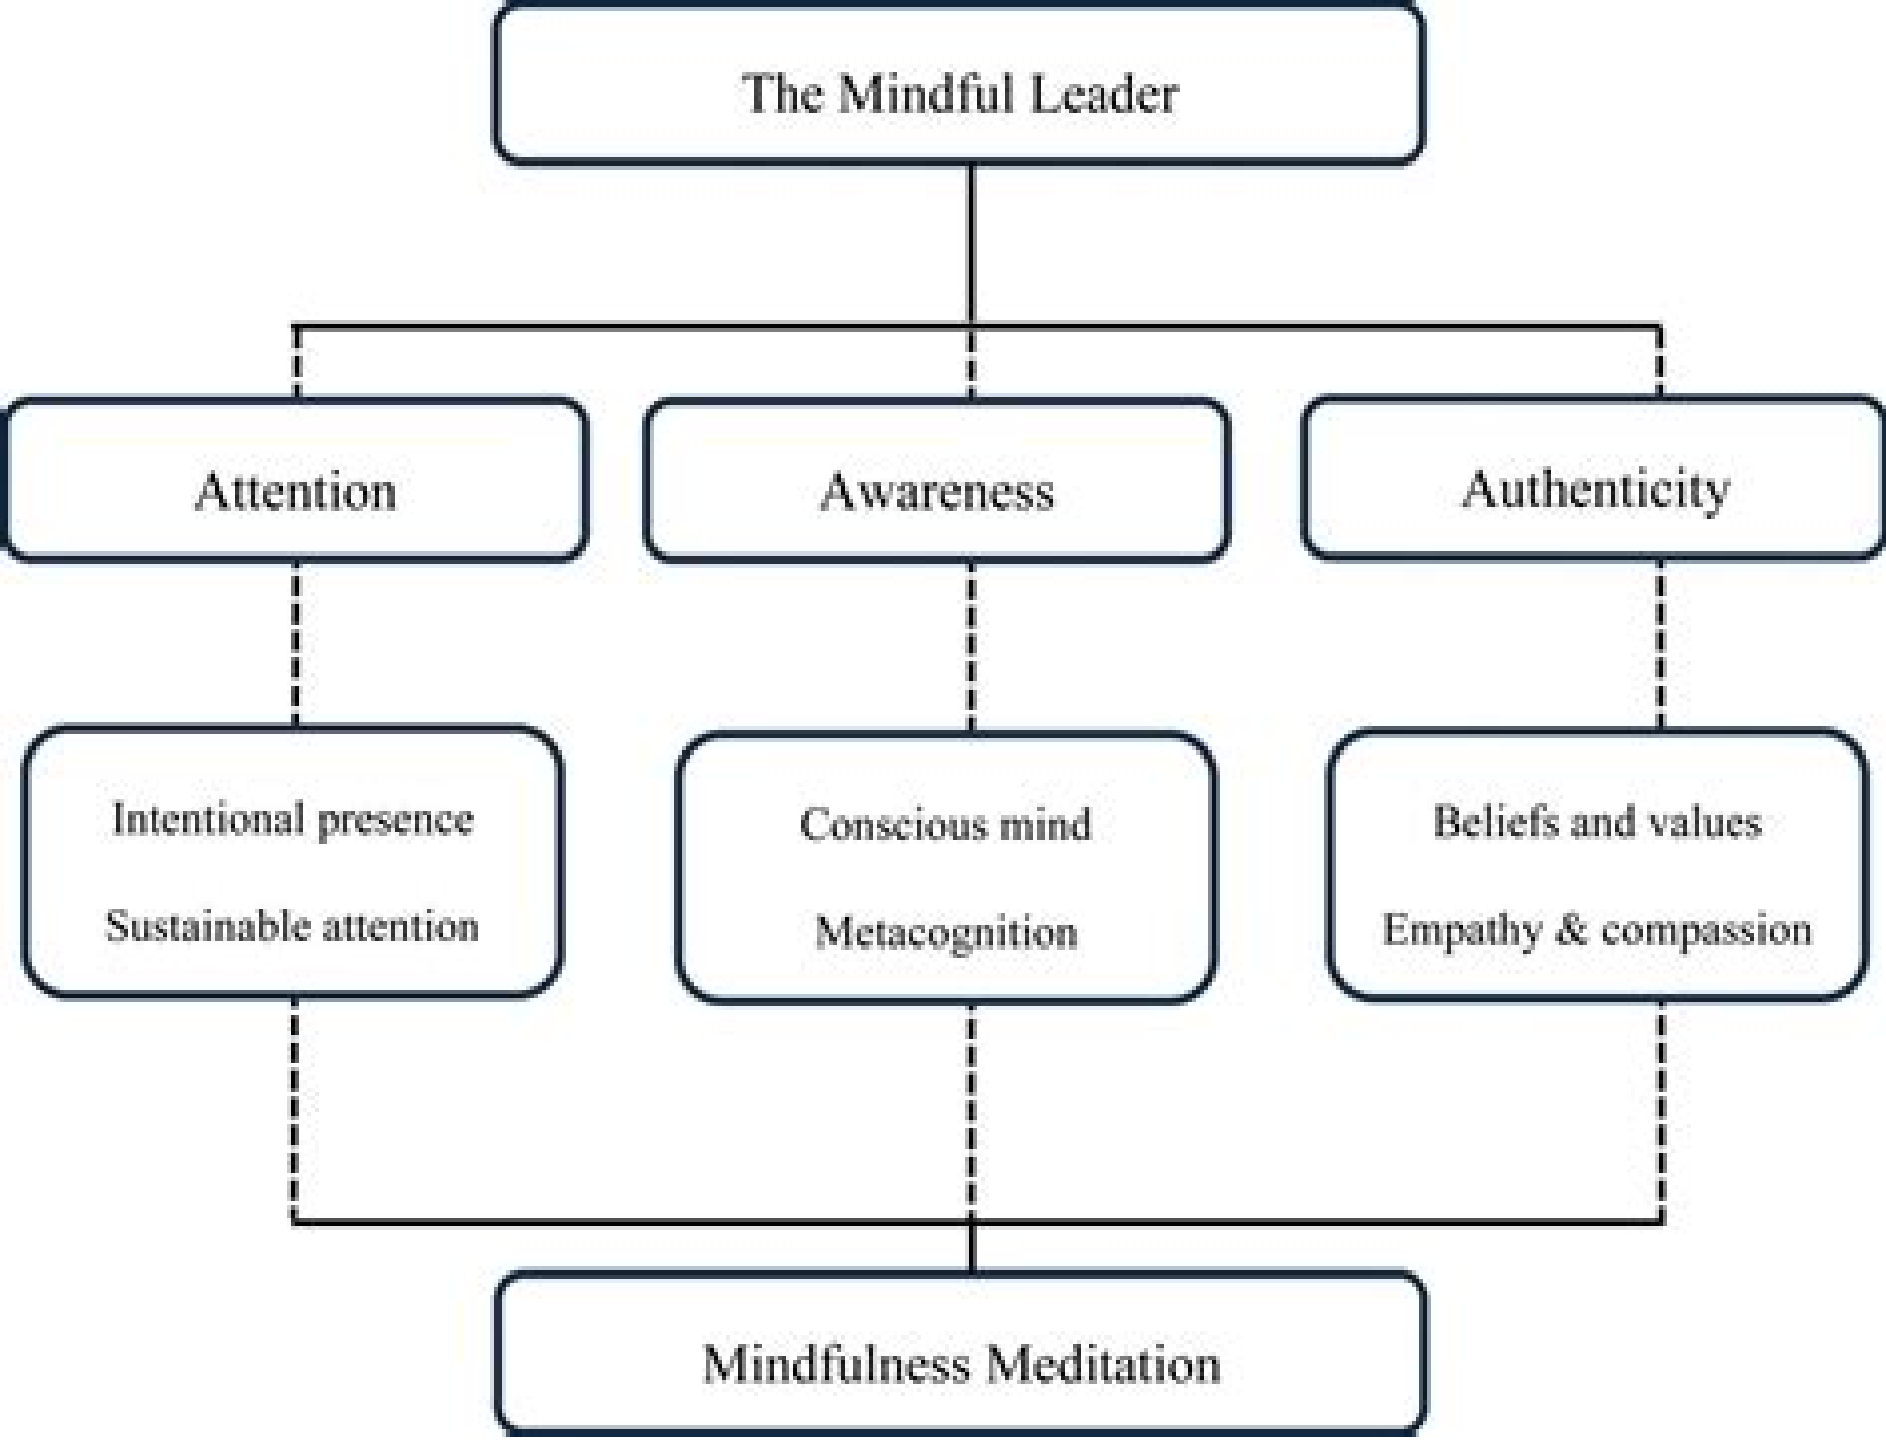 The Mindful Leader
Attention
Awareness
Authenticity
Intentional presence
Sustainable attention
Conscious mind
Metacognition
Beliefs and values
Empathy & compassion
Mindfulness Meditation